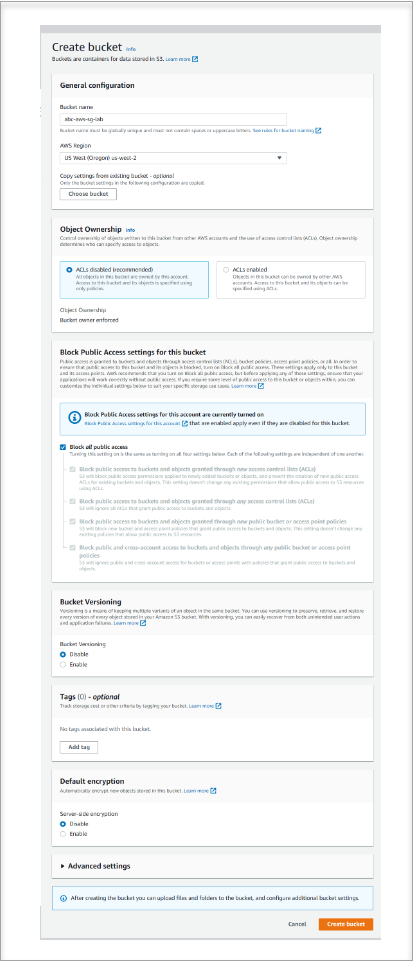 Create bucket Info
Buckets are containers for data stored in S3. Learn more
General configuration
Bucket name
abc-aws-sg-lab
Bucket name must be globally unique and must not contain spaces or uppercase letters. See rules for bucket naming
AWS Region
US West (Oregon) us-west-2
Copy settings from existing bucket - optional
Only the bucket settings in the following configuration are copied.
Choose bucket
Object Ownership Info
Control ownership of objects written to this bucket from other AWS accounts and the use of access control lists (ACLs). Object ownership
determines who can specify access to objects.
ACLs disabled (recommended)
All objects in this bucket are owned by this account.
Access to this bucket and its objects is specified using
only policies.
ACLs enabled
Objects in this bucket can be owned by other AWS
accounts. Access to this bucket and its objects can be
specified using ACLs.
Object Ownership
Bucket owner enforced
Block Public Access settings for this bucket
Public access is granted to buckets and objects through access control lists (ACLs), bucket policies, access point policies, or all. In order to
ensure that public access to this bucket and its objects is blocked, turn on Block all public access. These settings apply only to this bucket
and its access points. AWS recommends that you turn on Block all public access, but before applying any of these settings, ensure that your
applications will work correctly without public access. If you require some level of public access to this bucket or objects within, you can
customize the individual settings below to suit your specific storage use cases. Learn more
Block Public Access settings for this account are currently turned on
Block Public Access settings for this account that are enabled apply even if they are disabled for this bucket.
Block all public access
Turning this setting on is the same as turning on all four settings below. Each of the following settings are independent of one another.
Block public access to buckets and objects granted through new access control lists (ACLs)
S3 will block public access permissions applied to newly added buckets or objects, and prevent the creation of new public access
ACLs for existing buckets and objects. This setting doesn't change any existing permissions that allow public access to S3 resources
using ACLs.
Block public access to buckets and objects granted through any access control lists (ACLs)
S3 will ignore all ACLs that grant public access to buckets and objects.
Block public access to buckets and objects granted through new public bucket or access point policies
S3 will block new bucket and access point policies that grant public access to buckets and objects. This setting doesn't change any
existing policies that allow public access to S3 resources.
Block public and cross-account access to buckets and objects through any public bucket or access point
policies
S3 will ignore public and cross-account access for buckets or access points with policies that grant public access to buckets and
objects.
Bucket Versioning
Versioning is a means of keeping multiple variants of an object in the same bucket. You can use versioning to preserve, retrieve, and restore
every version of every object stored in your Amazon S3 bucket. With versioning, you can easily recover from both unintended user actions
and application failures. Learn more
Bucket Versioning
Disable
Enable
Tags (0) - optional
Track storage cost or other criteria by tagging your bucket. Learn more
No tags associated with this bucket.
Add tag
Default encryption
Automatically encrypt new objects stored in this bucket. Learn more
Server-side encryption
Disable
Enable
Advanced settings
After creating the bucket you can upload files and folders to the bucket, and configure additional bucket settings.
Cancel
Create bucket